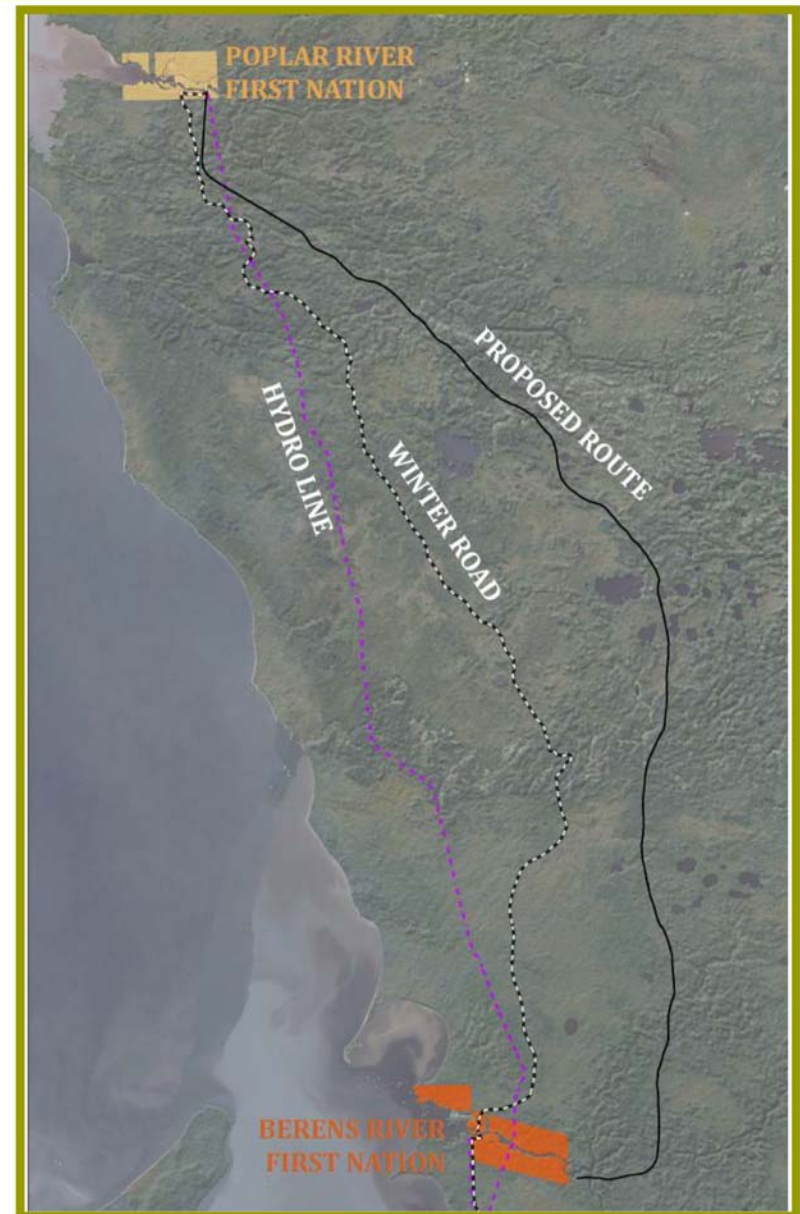 POPLAR RIVER
FIRST NATION
PROPOSED ROUTE
HYDRO LINE
WINTER ROAD
BERENS RIVER
FIRST NATION